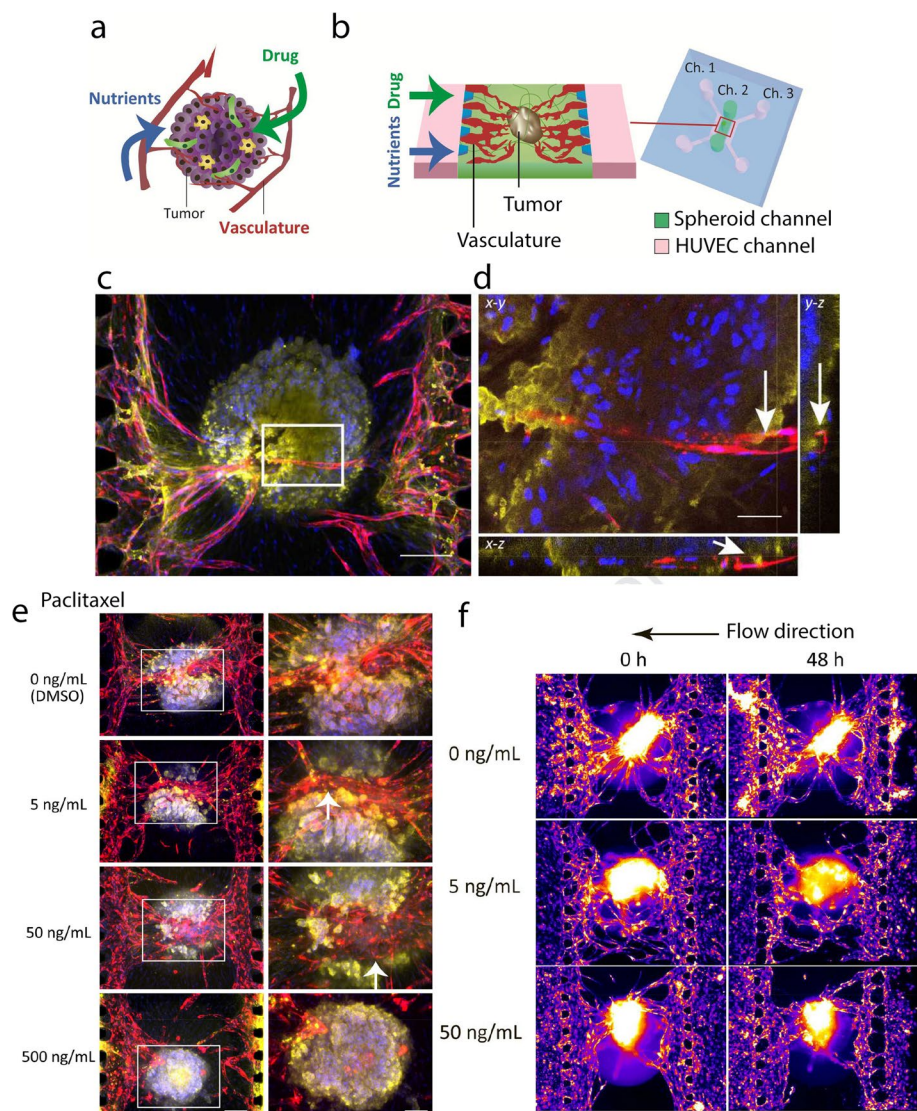 a
Drug
Nutrients
Tumor
Vasculature
b
Drug
Nutrients
Tumor
Vasculature
Ch. 1
Ch. 2
Ch. 3
Spheroid channel
HUVEC channel
c
d
x-y
y-z
x-z
e
Paclitaxel
0 ng/mL
(DMSO)
5 ng/mL
50 ng/mL
500 ng/mL
f
Flow direction
0 h
48 h
0 ng/mL
5 ng/mL
50 ng/mL